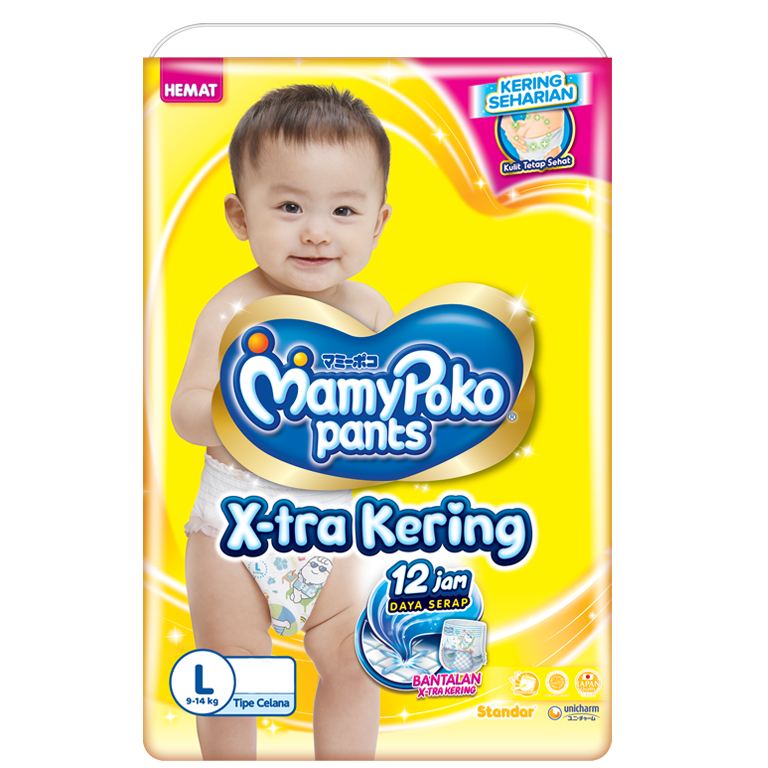 HEMAT
KERING
SEHARIAN
Kulit Tetap Sehat
マミーポコ
MamyPoko®
pants
X-tra Kering
12 jam
DAYA SERAP
BANTALAN
X-TRA KERING
L
9-14 kg
Tipe Celana
L
JAPAN
Standar
unicharm
ユニ・チャーム